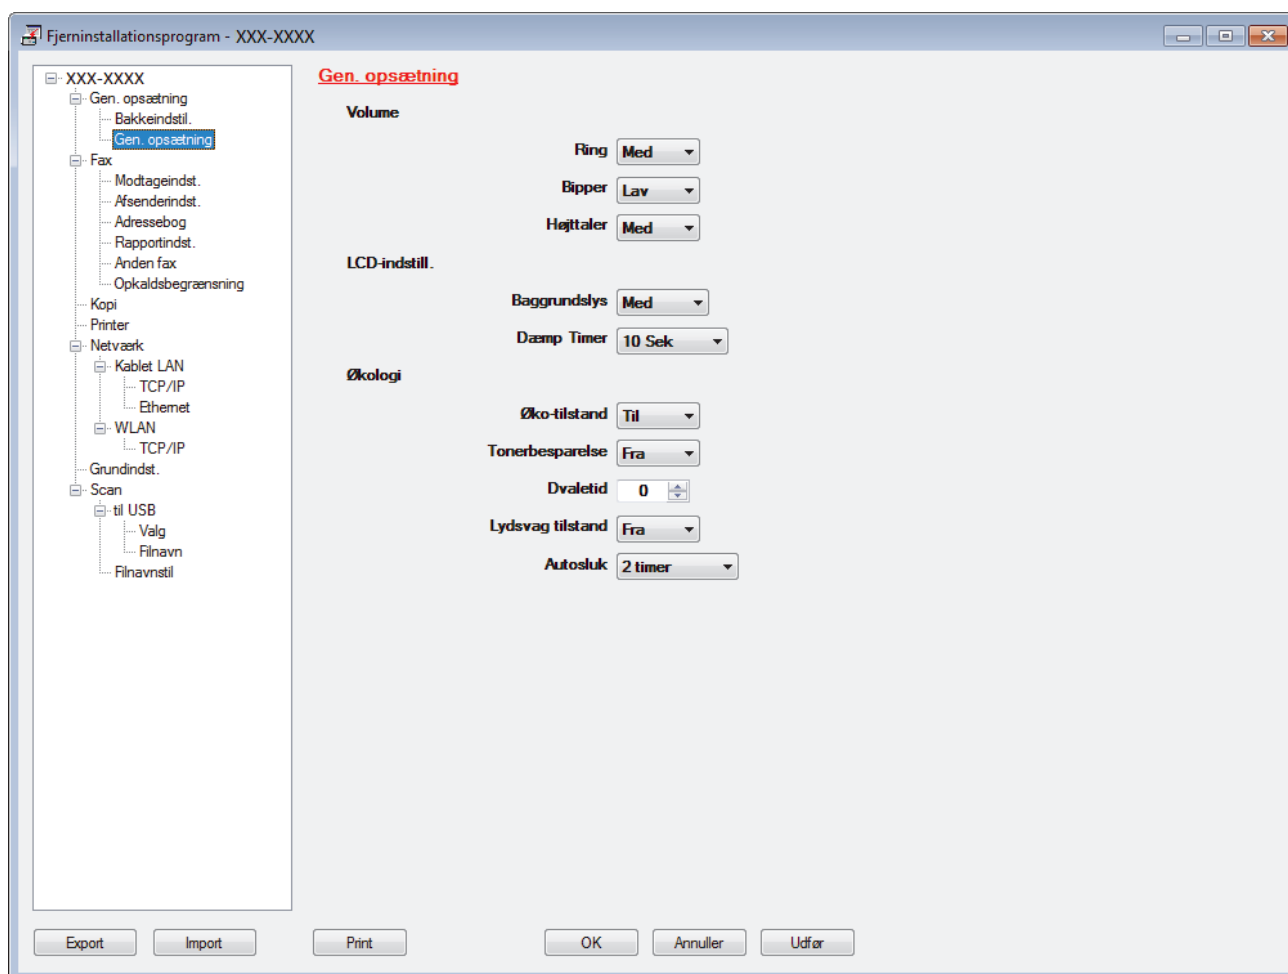 Fjerninstallationsprogram - XXX-XXXX
XXX-XXXX
Gen. opsætning
Bakkeindstil.
Gen. opsætning
Fax
Modtageindst.
Afsenderindst.
Adressebog
Rapportindst.
Anden fax
Opkaldsbegrænsning
Kopi
Printer
Netværk
Kablet LAN
TCP/IP
Ethernet
WLAN
TCP/IP
Grundindst.
Scan
til USB
Valg
Filnavn
Filnavnstil
Gen. opsætning
Volume
Ring Med
Bipper Lav
Højttaler Med
LCD-indstill.
Baggrundslys Med
Dæmp Timer 10 Sek
Økologi
Øko-tilstand Til
Tonerbesparelse Fra
Dvaletid 0
Lydsvag tilstand Fra
Autosluk 2 timer
Export Import Print OK Annuller Udfør